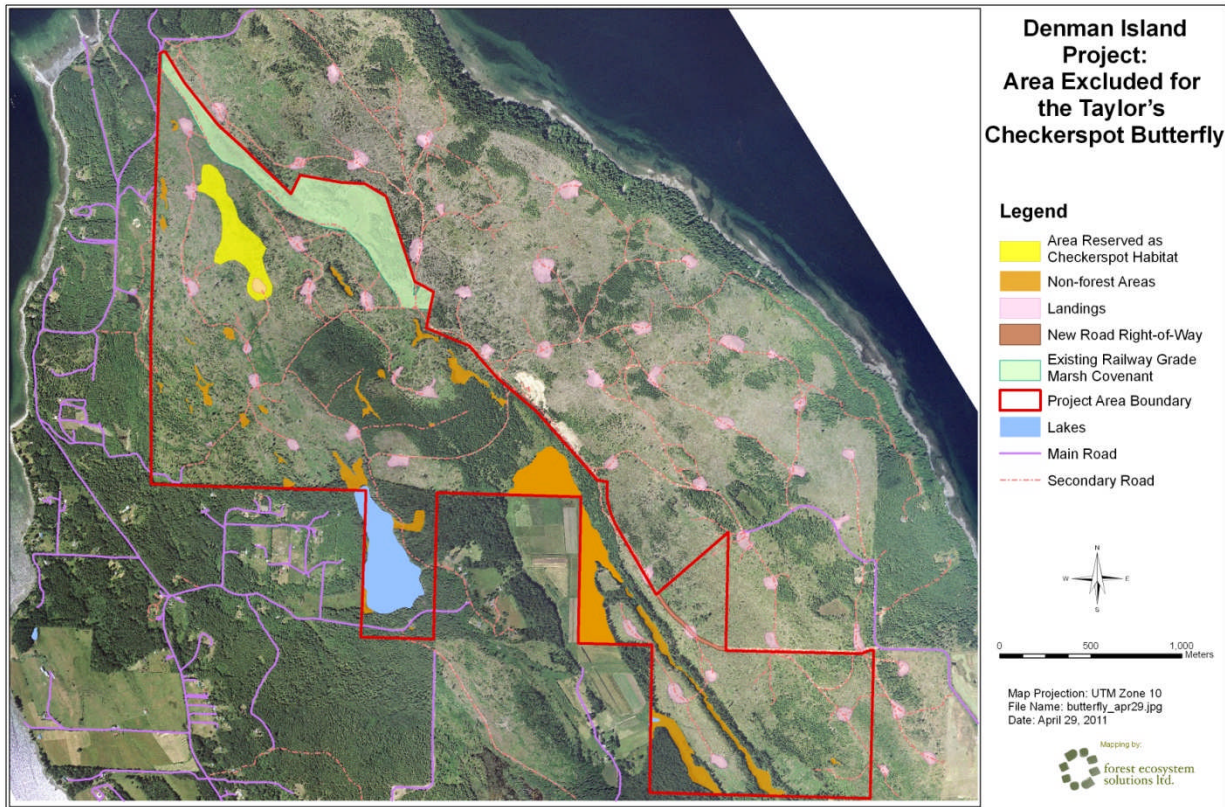 Denman Island
Project:
Area Excluded for
the Taylor's
Checkerspot Butterfly
Legend
Area Reserved as
Checkerspot Habitat
Non-forest Areas
Landings
New Road Right-of-Way
Existing Railway Grade
Marsh Covenant
Project Area Boundary
Lakes
Main Road
Secondary Road
N
W E
S
0 500 1,000
Meters
Map Projection: UTM Zone 10
File Name: butterfly_apr29.jpg
Date: April 29, 2011
Mapping by:
forest ecosystem
solutions ltd.